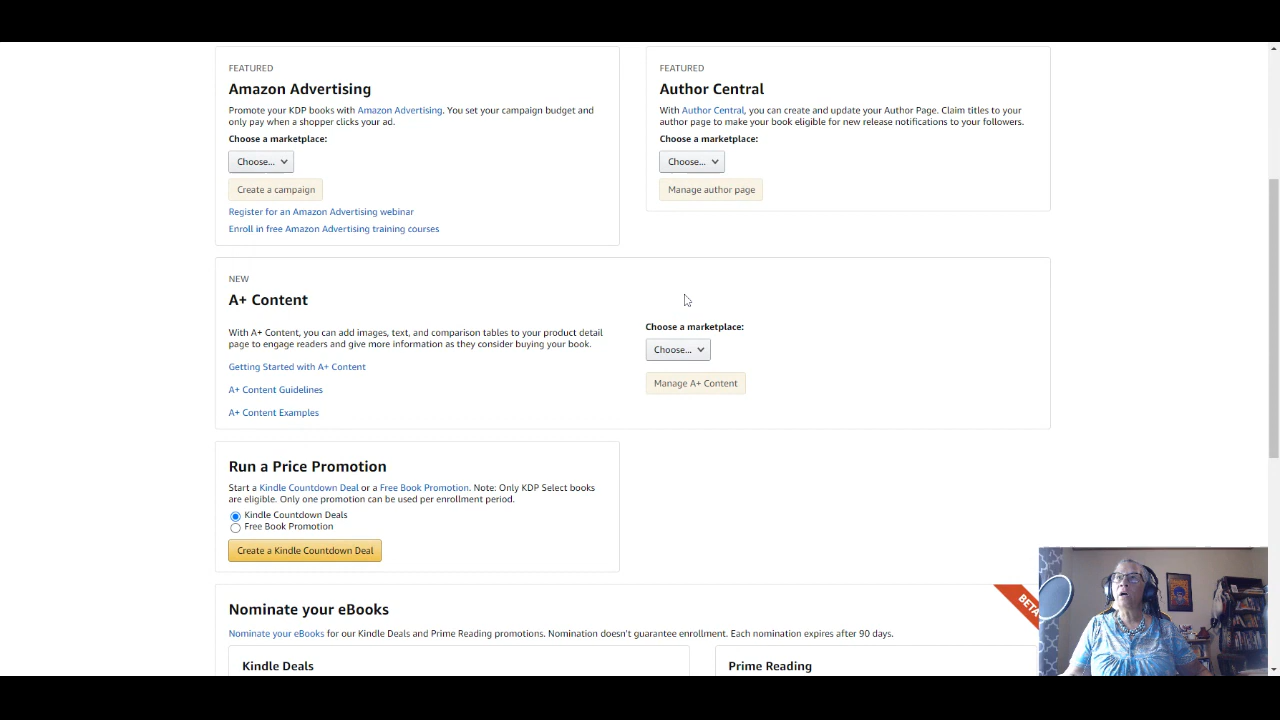 FEATURED
Amazon Advertising
Promote your KDP books with Amazon Advertising. You set your campaign budget and
only pay when a shopper clicks your ad.
Choose a marketplace:
Choose...
Create a campaign
Register for an Amazon Advertising webinar
Enroll in free Amazon Advertising training courses
FEATURED
Author Central
With Author Central, you can create and update your Author Page. Claim titles to your
author page to make your book eligible for new release notifications to your followers.
Choose a marketplace:
Choose...
Manage author page
NEW
A+ Content
With A+ Content, you can add images, text, and comparison tables to your product detail
page to engage readers and give more information as they consider buying your book.
Getting Started with A+ Content
A+ Content Guidelines
A+ Content Examples
Choose a marketplace:
Choose...
Manage A+ Content
Run a Price Promotion
Start a Kindle Countdown Deal or a Free Book Promotion. Note: Only KDP Select books
are eligible. Only one promotion can be used per enrollment period.
Kindle Countdown Deals
Free Book Promotion
Create a Kindle Countdown Deal
Nominate your eBooks
BETA
Nominate your eBooks for our Kindle Deals and Prime Reading promotions. Nomination doesn't guarantee enrollment. Each nomination expires after 90 days.
Kindle Deals
Prime Reading